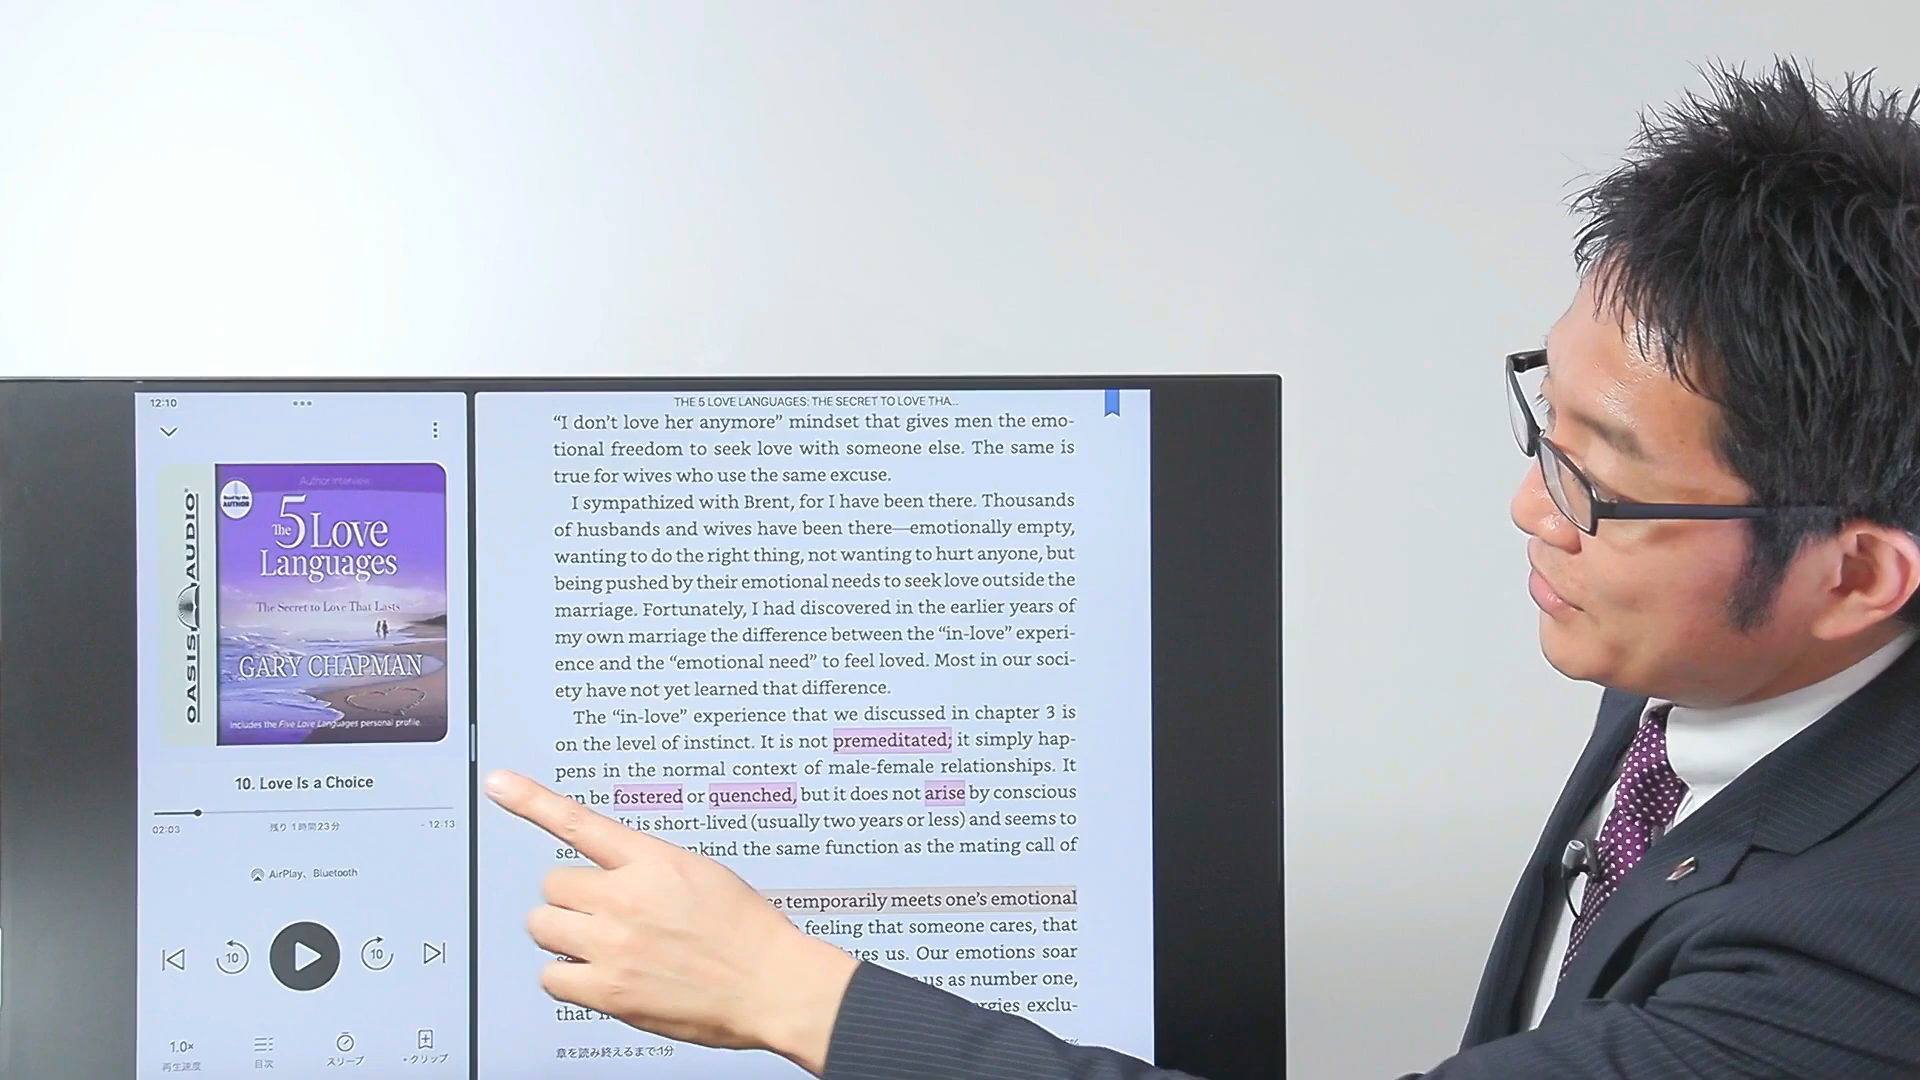 12:10
OASIS AUDIO
Author Interview
Read by the
AUTHOR
The 5 Love
Languages
The Secret to Love That Lasts
GARY CHAPMAN
Includes the Five Love Languages personal profile.
10. Love Is a Choice
02:03
残り 1時間23分
- 12:13
AirPlay、Bluetooth
10
10
1.0×
再生速度
目次
スリープ
+クリップ
THE 5 LOVE LANGUAGES: THE SECRET TO LOVE THA...
“I don’t love her anymore” mindset that gives men the emo-
tional freedom to seek love with someone else. The same is
true for wives who use the same excuse.
I sympathized with Brent, for I have been there. Thousands
of husbands and wives have been there—emotionally empty,
wanting to do the right thing, not wanting to hurt anyone, but
being pushed by their emotional needs to seek love outside the
marriage. Fortunately, I had discovered in the earlier years of
my own marriage the difference between the “in-love” experi-
ence and the “emotional need” to feel loved. Most in our soci-
ety have not yet learned that difference.
The “in-love” experience that we discussed in chapter 3 is
on the level of instinct. It is not premeditated; it simply hap-
pens in the normal context of male-female relationships. It
be fostered or quenched, but it does not arise by conscious
It is short-lived (usually two years or less) and seems to
the same function as the mating call of
temporarily meets one’s emotional
feeling that someone cares, that
us. Our emotions soar
us as number one,
exclu-
that
章を読み終えるまで:1分